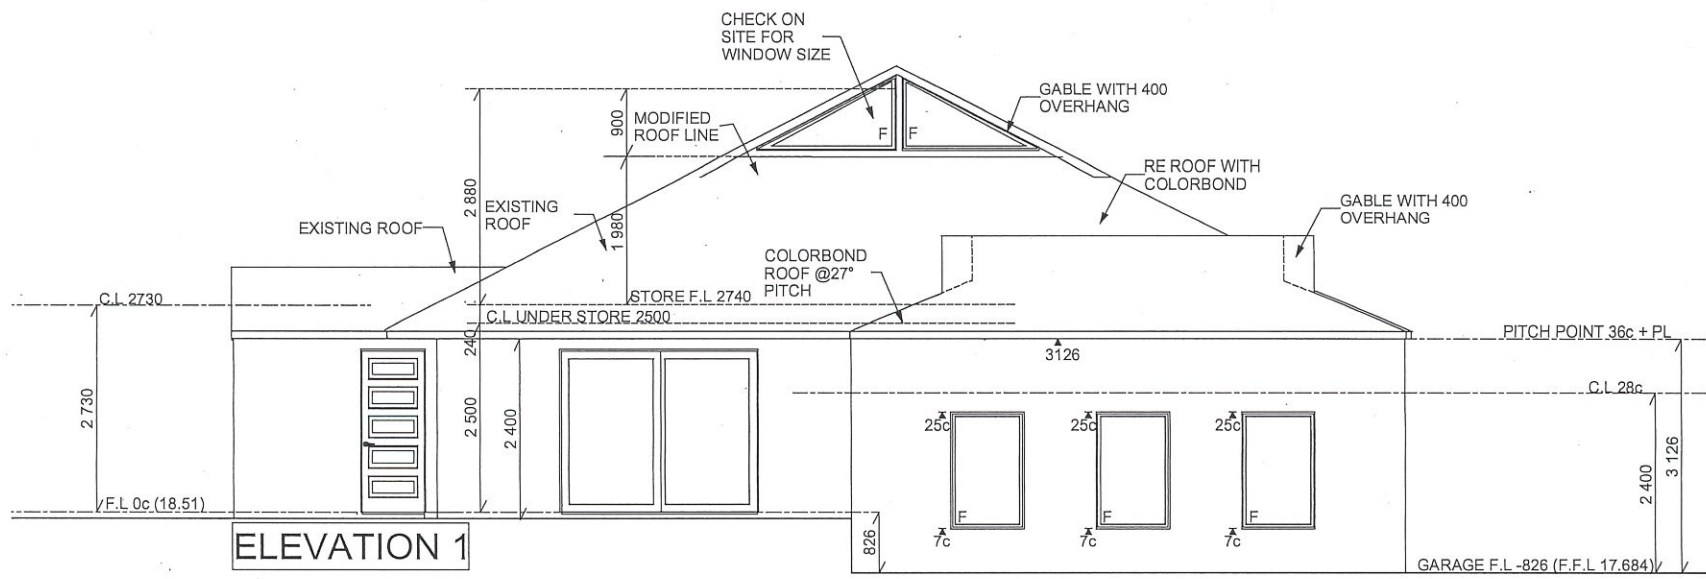 CHECK ON
SITE FOR
WINDOW SIZE
GABLE WITH 400
OVERHANG
MODIFIED
ROOF LINE
900
F
F
RE ROOF WITH
COLORBOND
GABLE WITH 400
OVERHANG
2 880
EXISTING
ROOF
1 980
EXISTING ROOF
COLORBOND
ROOF @27°
PITCH
C.L 2730
STORE F.L 2740
C.L UNDER STORE 2500
240
PITCH POINT 36c + PL
3126
C.L 28c
2 730
2 500
2 400
25c
25c
25c
3 126
2 400
F.L 0c (18.51)
F
F
F
7c
7c
7c
826
ELEVATION 1
GARAGE F.L -826 (F.F.L 17.684)